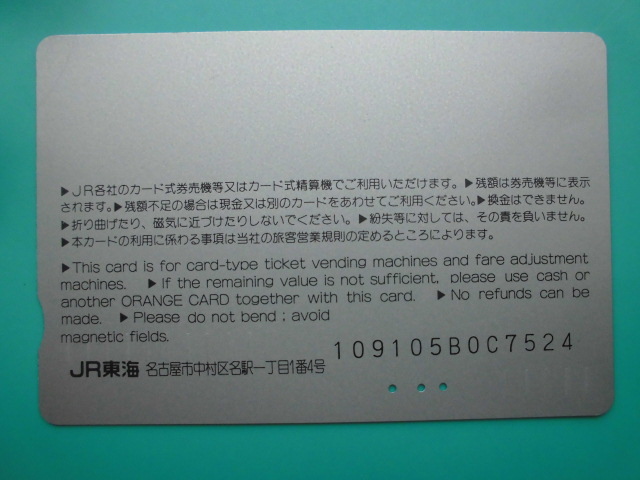 ▶JR各社のカード式券売機等又はカード式精算機でご利用いただけます。▶残額は券売機等に表示
されます。▶残額不足の場合は現金又は別のカードをあわせてご利用ください。▶換金はできません。
▶折り曲げたり、磁気に近づけたりしないでください。▶紛失等に対しては、その責を負いません。
▶本カードの利用に係わる事項は当社の旅客営業規則の定めるところによります。
▶This card is for card-type ticket vending machines and fare adjustment
machines. ▶If the remaining value is not sufficient, please use cash or
another ORANGE CARD together with this card. ▶No refunds can be
made. ▶Please do not bend ; avoid
magnetic fields.
109105B0C7524
JR東海 名古屋市中村区名駅一丁目1番4号